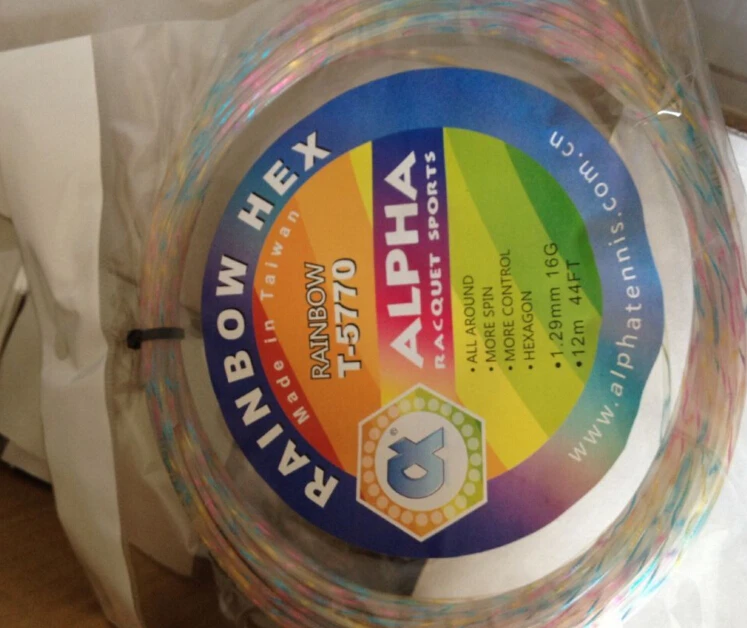 RAINBOW HEX
Made in Taiwan
RAINBOW
T-5770
ALPHA
RACQUET SPORTS
• ALL AROUND
• MORE SPIN
• MORE CONTROL
• HEXAGON
• 1.29mm 16G
• 12m 44FT
www.alphatennis.com.cn
α®